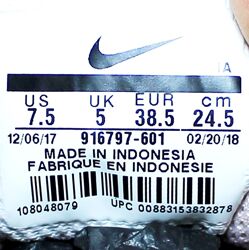 US UK EUR cm
7.5 5 38.5 24.5
12/06/17 916797-601 02/20/18
MADE IN INDONESIA
FABRIQUE EN INDONESIE
108048079 UPC 00883153832878